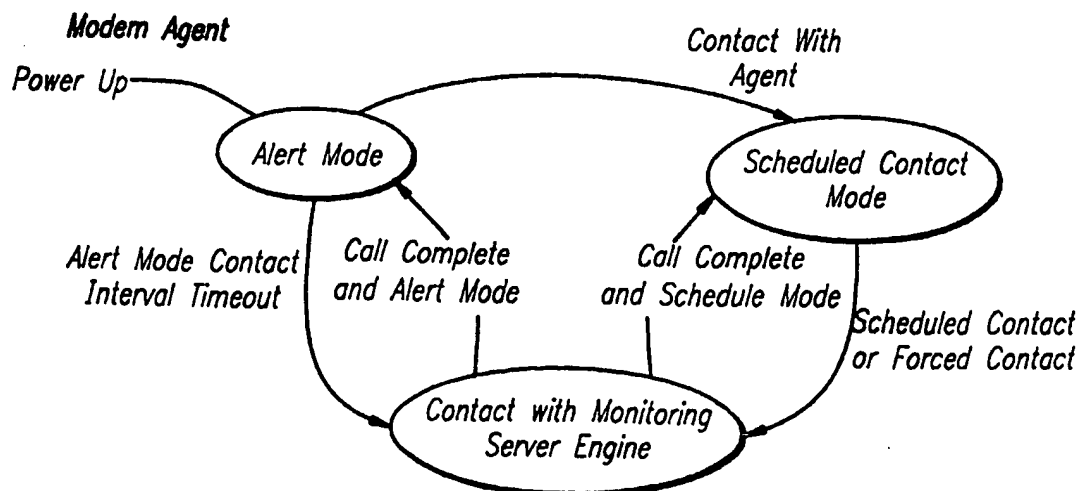 Modem Agent
Power Up
Contact With
Agent
Alert Mode
Scheduled Contact
Mode
Alert Mode Contact
Interval Timeout
Call Complete
and Alert Mode
Call Complete
and Schedule Mode
Scheduled Contact
or Forced Contact
Contact with Monitoring
Server Engine